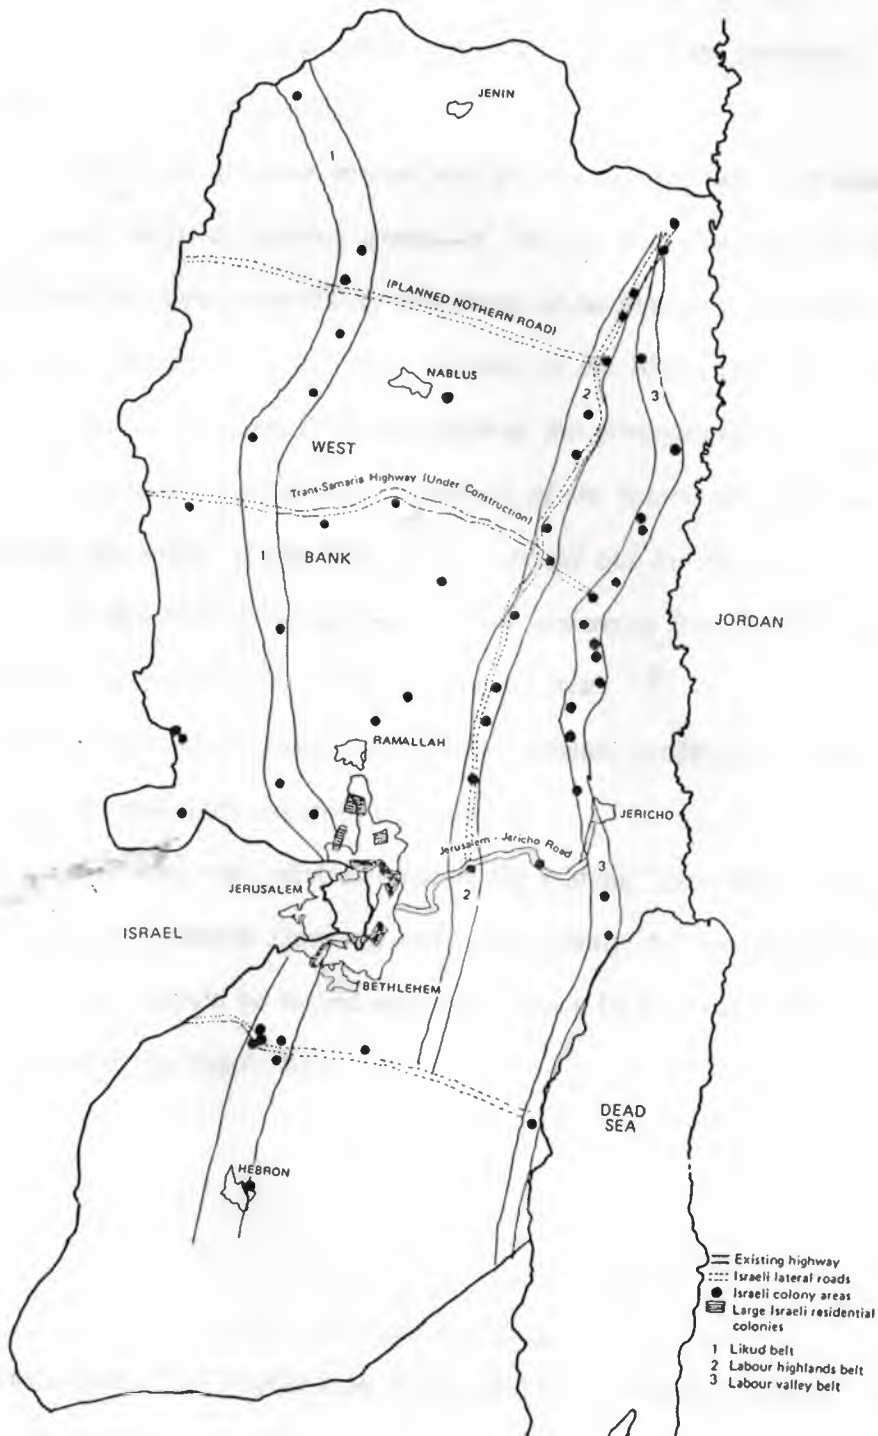 JENIN
1
(PLANNED NOTHERN ROAD)
NABLUS
2
3
WEST
Trans-Samaria Highway (Under Construction)
1
BANK
JORDAN
RAMALLAH
JERICHO
Jerusalem - Jericho Road
3
JERUSALEM
2
ISRAEL
BETHLEHEM
DEAD
SEA
HEBRON
Existing highway
Israeli lateral roads
Israeli colony areas
Large Israeli residential
colonies
1 Likud belt
2 Labour highlands belt
3 Labour valley belt